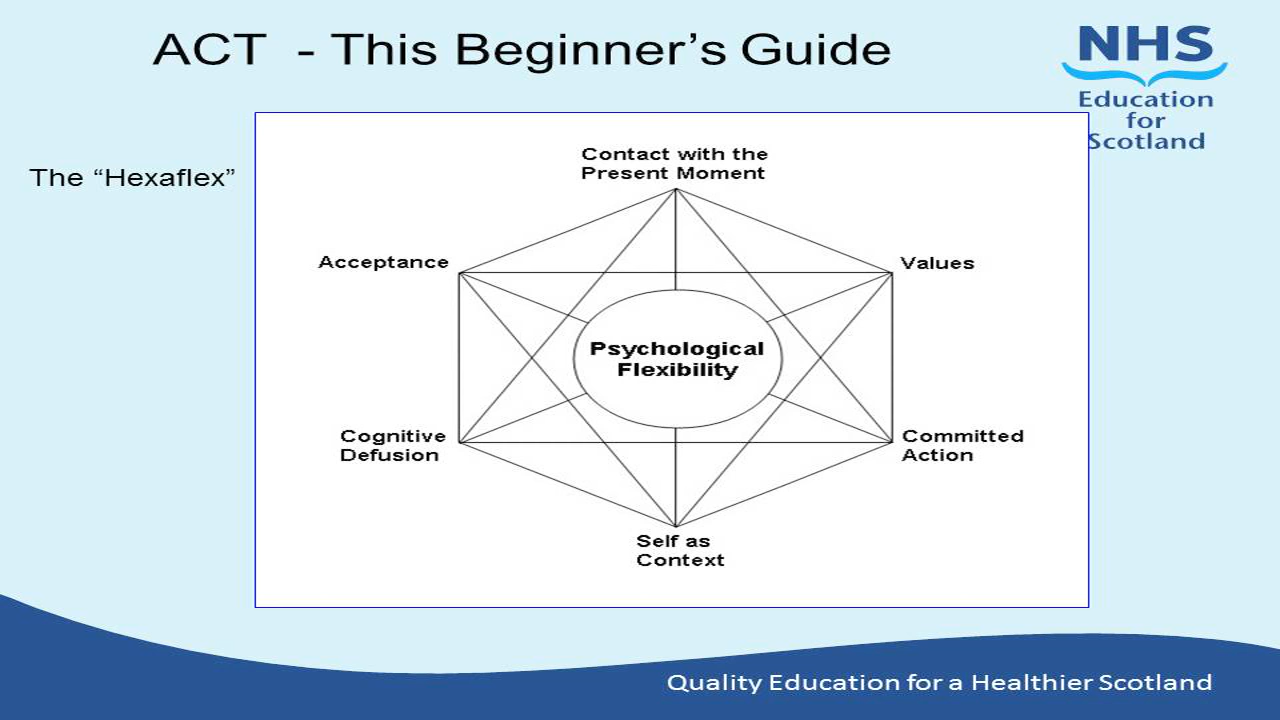 ACT - This Beginner's Guide
NHS
Education
for
Scotland
The “Hexaflex”
Contact with the
Present Moment
Acceptance
Values
Psychological
Flexibility
Cognitive
Defusion
Committed
Action
Self as
Context
Quality Education for a Healthier Scotland